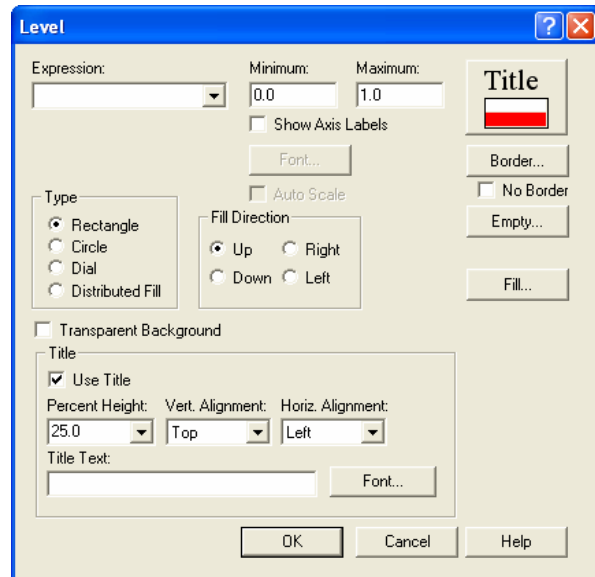 Level
Expression:
Minimum:
Maximum:
0.0
1.0
Title
Show Axis Labels
Font...
Auto Scale
Border...
No Border
Empty...
Fill...
Type
Rectangle
Circle
Dial
Distributed Fill
Fill Direction
Up
Right
Down
Left
Transparent Background
Title
Use Title
Percent Height:
Vert. Alignment:
Horiz. Alignment:
25.0
Top
Left
Title Text:
Font...
OK
Cancel
Help